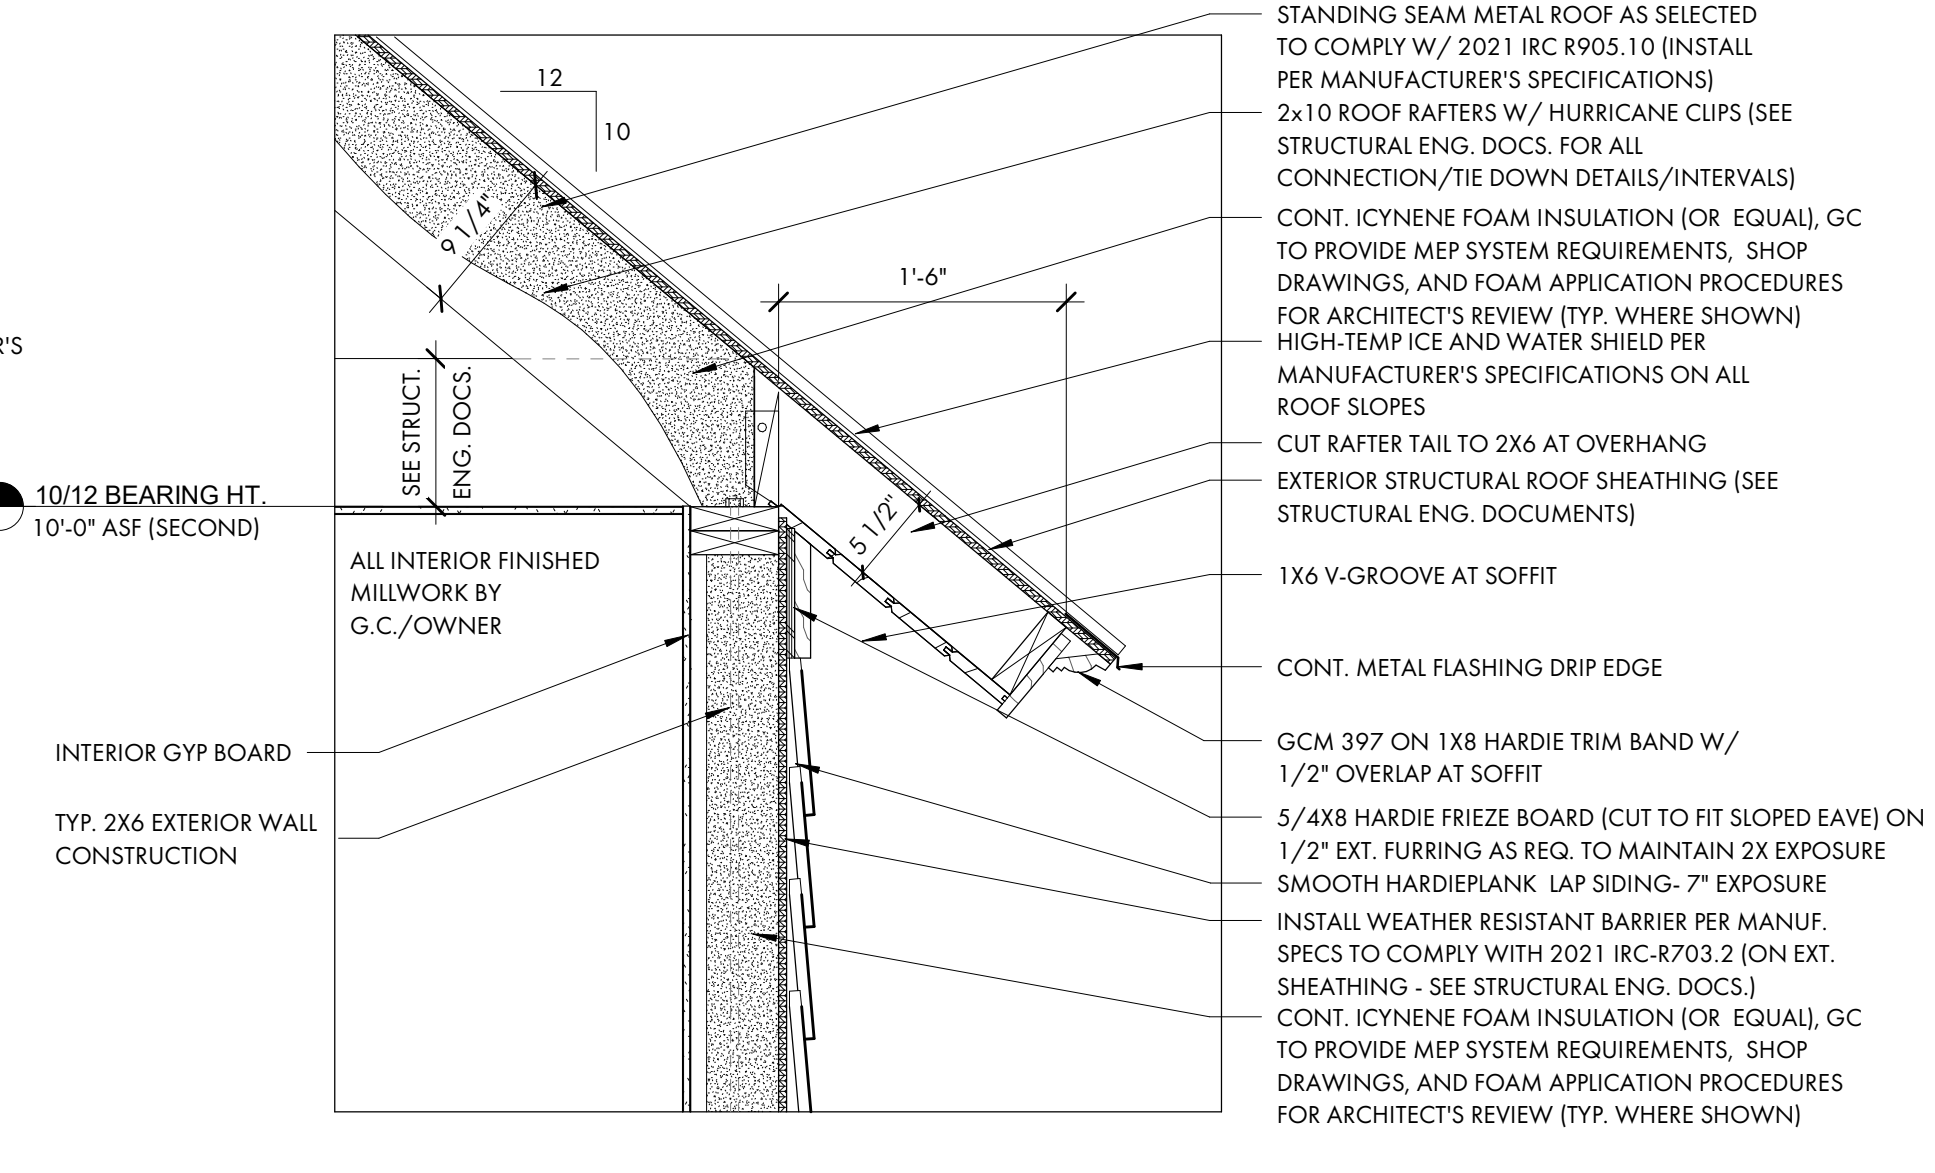 STANDING SEAM METAL ROOF AS SELECTED
TO COMPLY W/ 2021 IRC R905.10 (INSTALL
PER MANUFACTURER'S SPECIFICATIONS)
2x10 ROOF RAFTERS W/ HURRICANE CLIPS (SEE
STRUCTURAL ENG. DOCS. FOR ALL
CONNECTION/TIE DOWN DETAILS/INTERVALS)
CONT. ICYNENE FOAM INSULATION (OR EQUAL), GC
TO PROVIDE MEP SYSTEM REQUIREMENTS, SHOP
DRAWINGS, AND FOAM APPLICATION PROCEDURES
FOR ARCHITECT'S REVIEW (TYP. WHERE SHOWN)
HIGH-TEMP ICE AND WATER SHIELD PER
MANUFACTURER'S SPECIFICATIONS ON ALL
ROOF SLOPES
CUT RAFTER TAIL TO 2X6 AT OVERHANG
EXTERIOR STRUCTURAL ROOF SHEATHING (SEE
STRUCTURAL ENG. DOCUMENTS)
1X6 V-GROOVE AT SOFFIT
CONT. METAL FLASHING DRIP EDGE
GCM 397 ON 1X8 HARDIE TRIM BAND W/
1/2" OVERLAP AT SOFFIT
5/4X8 HARDIE FRIEZE BOARD (CUT TO FIT SLOPED EAVE) ON
1/2" EXT. FURRING AS REQ. TO MAINTAIN 2X EXPOSURE
SMOOTH HARDIEPLANK LAP SIDING- 7" EXPOSURE
INSTALL WEATHER RESISTANT BARRIER PER MANUF.
SPECS TO COMPLY WITH 2021 IRC-R703.2 (ON EXT.
SHEATHING - SEE STRUCTURAL ENG. DOCS.)
CONT. ICYNENE FOAM INSULATION (OR EQUAL), GC
TO PROVIDE MEP SYSTEM REQUIREMENTS, SHOP
DRAWINGS, AND FOAM APPLICATION PROCEDURES
FOR ARCHITECT'S REVIEW (TYP. WHERE SHOWN)
12
10
9 1/4"
1'-6"
5 1/2"
R'S
SEE STRUCT.
ENG. DOCS.
10/12 BEARING HT.
10'-0" ASF (SECOND)
ALL INTERIOR FINISHED
MILLWORK BY
G.C./OWNER
INTERIOR GYP BOARD
TYP. 2X6 EXTERIOR WALL
CONSTRUCTION